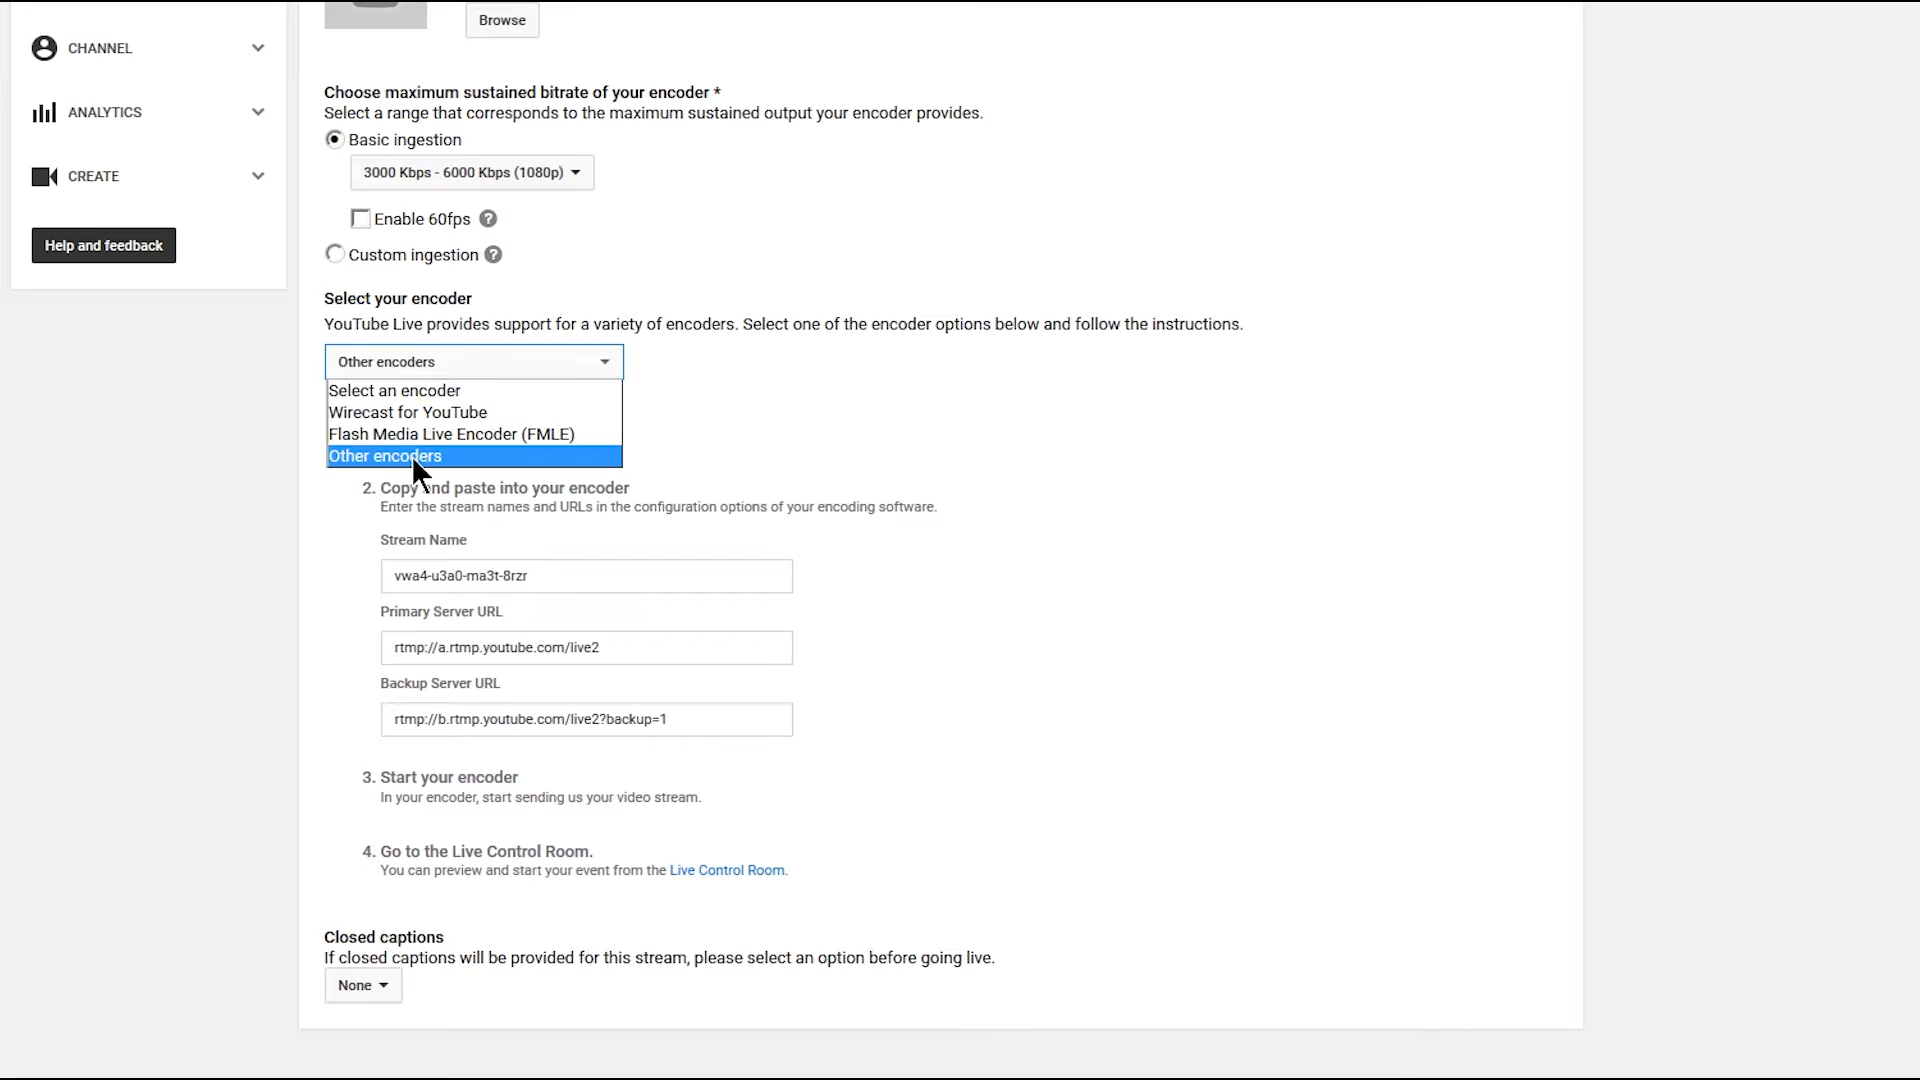 CHANNEL
ANALYTICS
CREATE
Help and feedback
Browse
Choose maximum sustained bitrate of your encoder *
Select a range that corresponds to the maximum sustained output your encoder provides.
Basic ingestion
3000 Kbps - 6000 Kbps (1080p)
Enable 60fps ?
Custom ingestion ?
Select your encoder
YouTube Live provides support for a variety of encoders. Select one of the encoder options below and follow the instructions.
Other encoders
Select an encoder
Wirecast for YouTube
Flash Media Live Encoder (FMLE)
Other encoders
2. Copy and paste into your encoder
Enter the stream names and URLs in the configuration options of your encoding software.
Stream Name
vwa4-u3a0-ma3t-8rzr
Primary Server URL
rtmp://a.rtmp.youtube.com/live2
Backup Server URL
rtmp://b.rtmp.youtube.com/live2?backup=1
3. Start your encoder
In your encoder, start sending us your video stream.
4. Go to the Live Control Room.
You can preview and start your event from the Live Control Room.
Closed captions
If closed captions will be provided for this stream, please select an option before going live.
None